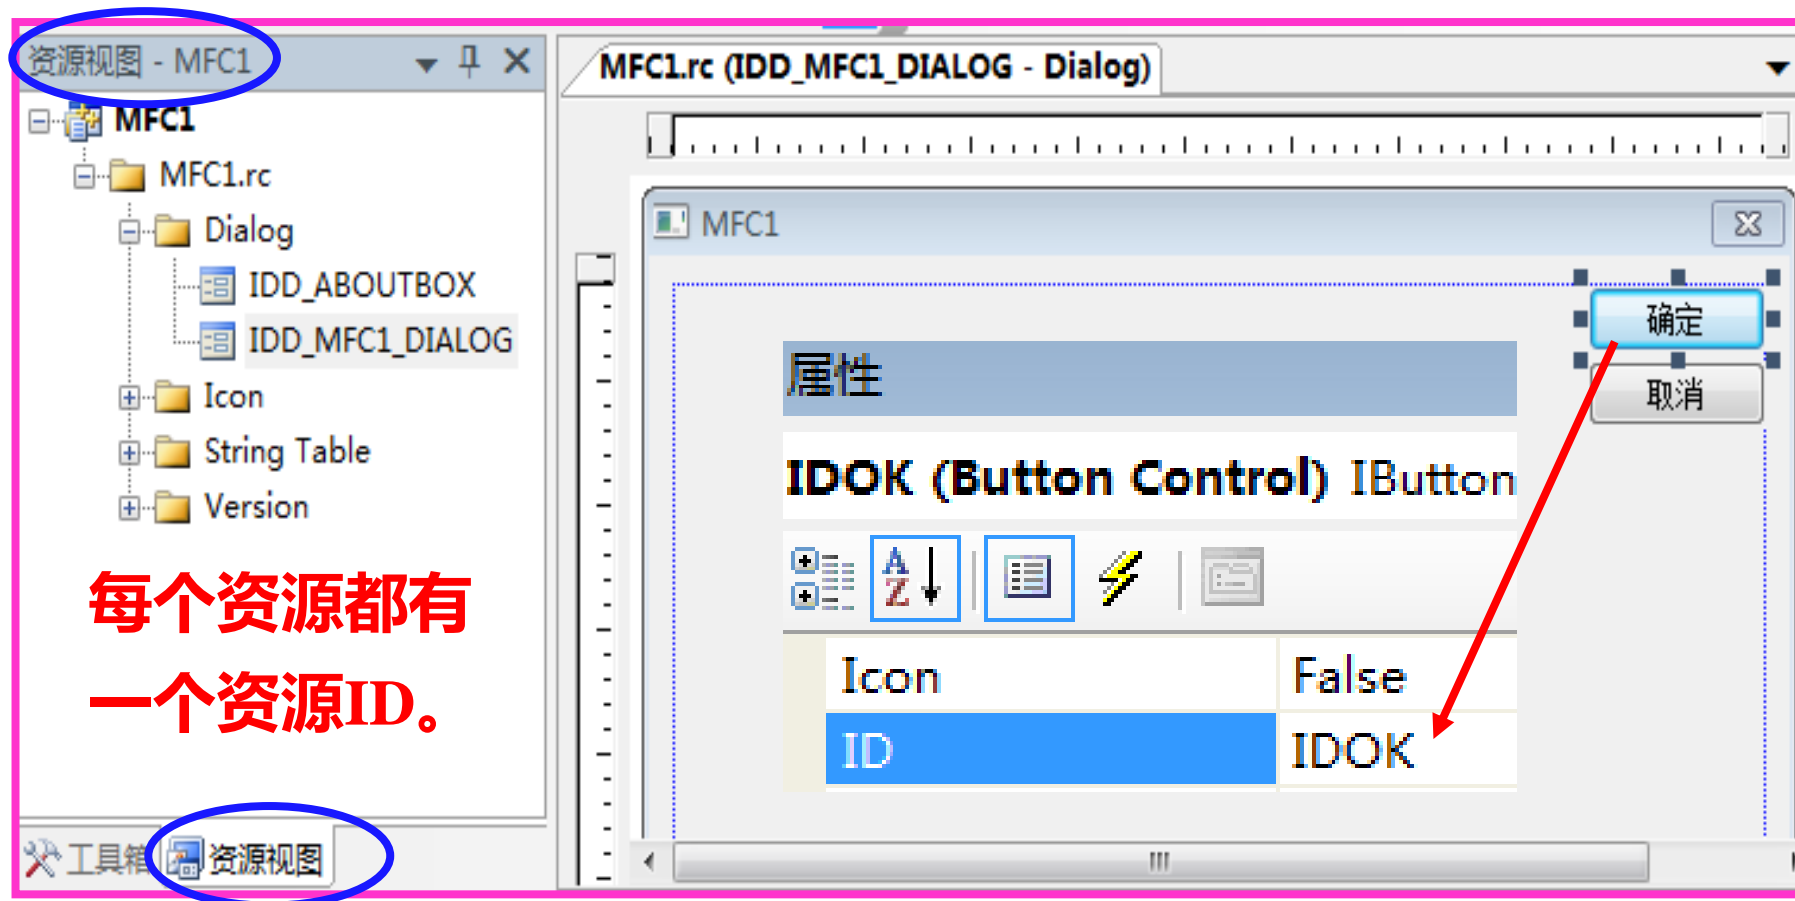 资源视图 - MFC1
MFC1
MFC1.rc
Dialog
IDD_ABOUTBOX
IDD_MFC1_DIALOG
Icon
String Table
Version
每个资源都有
一个资源ID。
工具箱
资源视图
MFC1.rc (IDD_MFC1_DIALOG - Dialog)
MFC1
确定
取消
属性
IDOK (Button Control) IButton
Icon False
ID IDOK